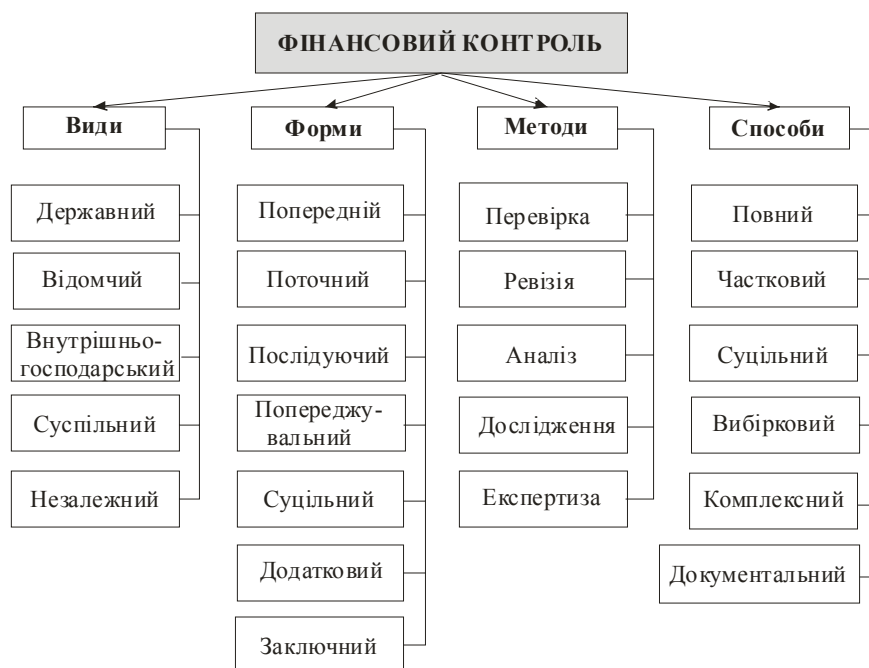 ФІНАНСОВИЙ КОНТРОЛЬ
Види
Форми
Методи
Способи
Державний
Відомчий
Внутрішньо-
господарський
Суспільний
Незалежний
Попередній
Поточний
Послідуючий
Попереджу-
вальний
Суцільний
Додатковий
Заключний
Перевірка
Ревізія
Аналіз
Дослідження
Експертиза
Повний
Частковий
Суцільний
Вибірковий
Комплексний
Документальний